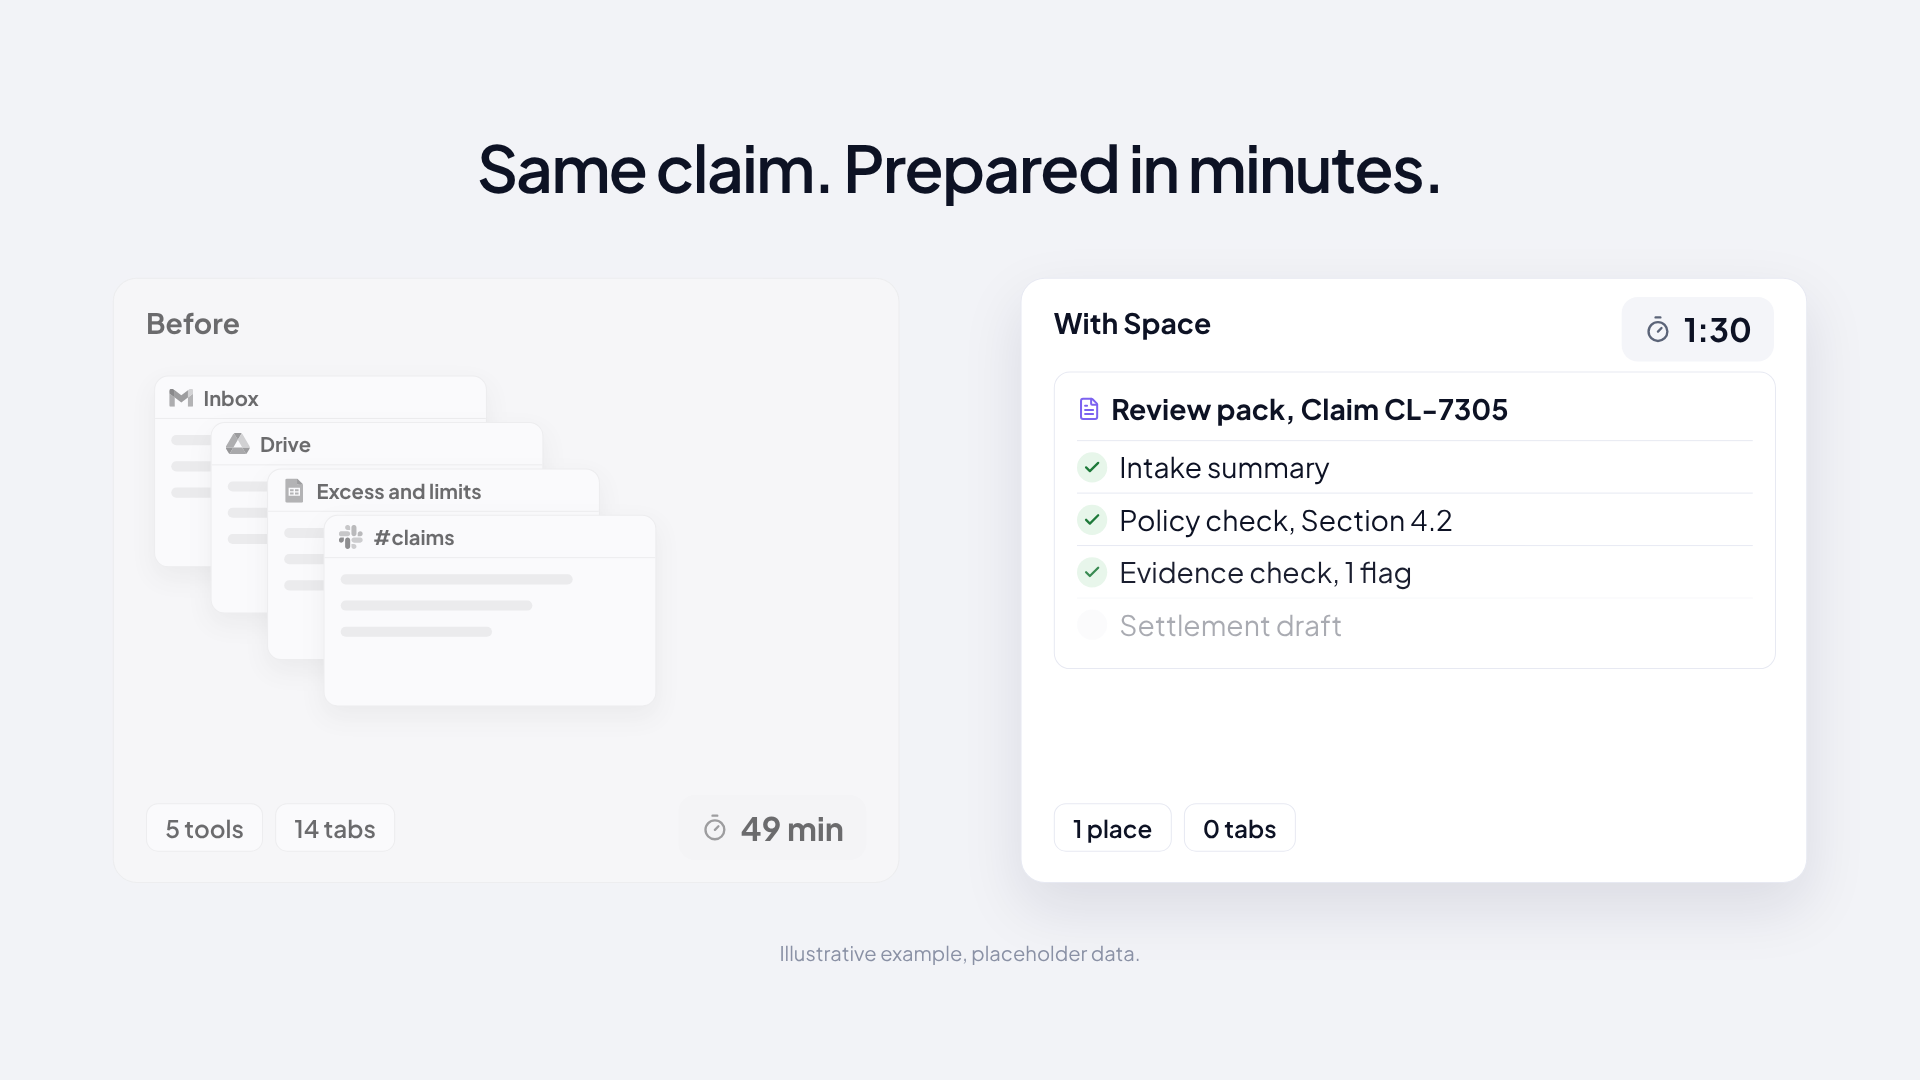 Same claim. Prepared in minutes.
Before
Inbox
Drive
Excess and limits
#claims
5 tools
14 tabs
49 min
With Space
1:30
Review pack, Claim CL-7305
Intake summary
Policy check, Section 4.2
Evidence check, 1 flag
Settlement draft
1 place
0 tabs
Illustrative example, placeholder data.